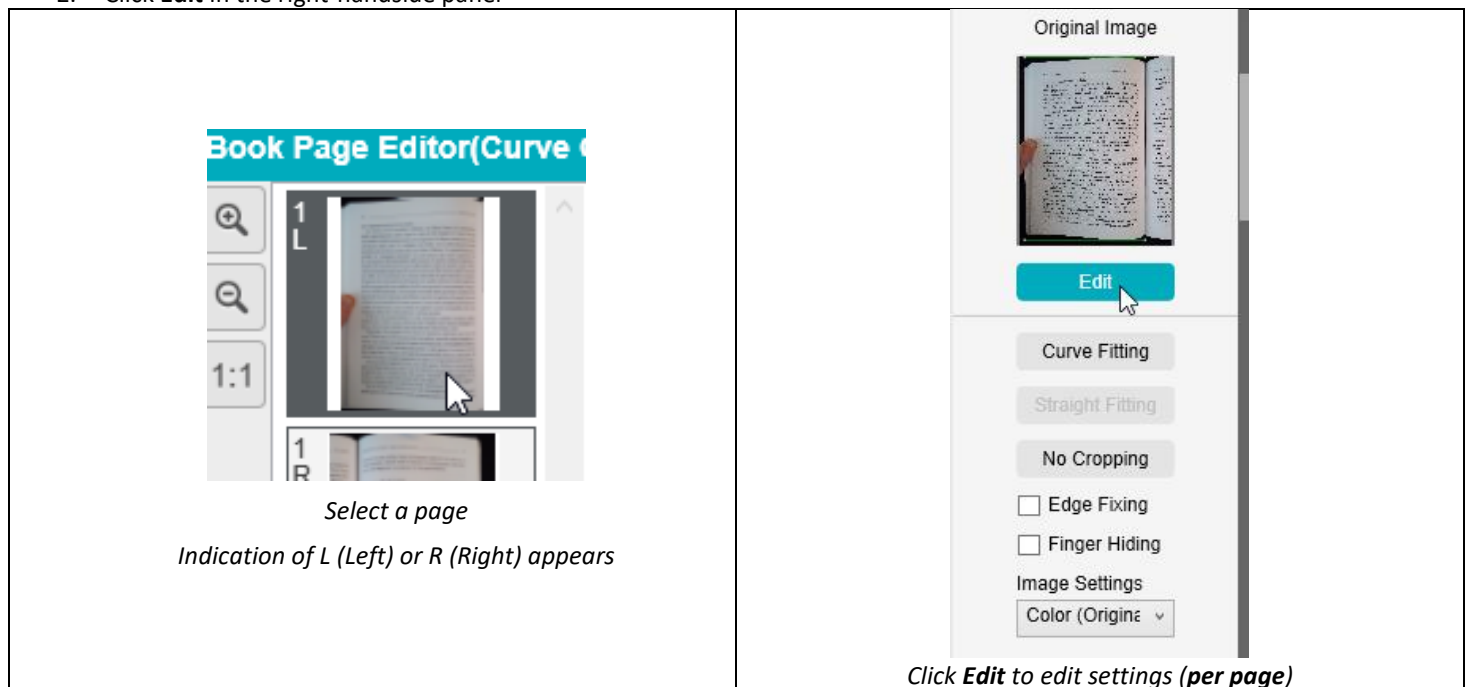 2. Click Edit in the right-handside panel
Book Page Editor(Curve
1
L
1:1
1
R
Select a page
Indication of L (Left) or R (Right) appears
Original Image
Edit
Curve Fitting
Straight Fitting
No Cropping
Edge Fixing
Finger Hiding
Image Settings
Color (Origina
Click Edit to edit settings (per page)